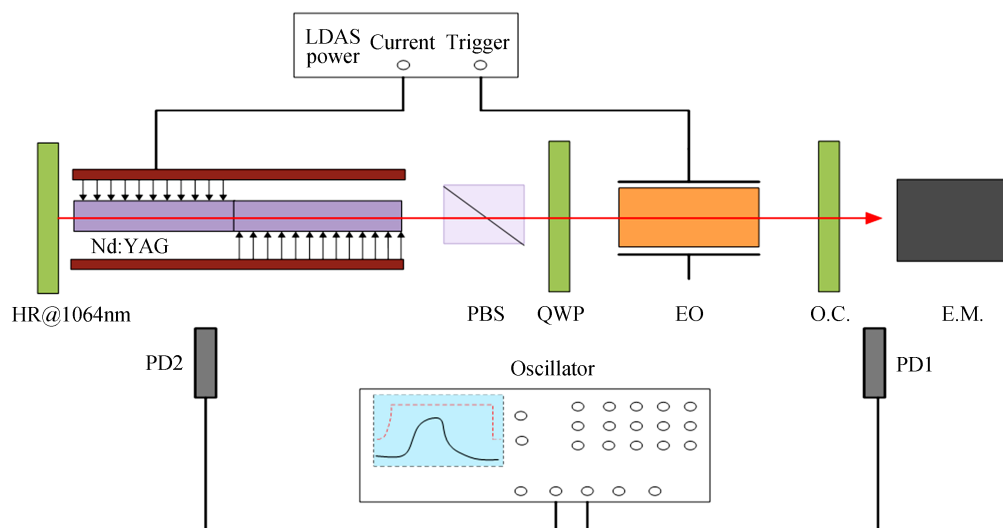 LDAS power
Current
Trigger
Nd:YAG
HR@1064nm
PBS
QWP
EO
O.C.
E.M.
PD2
Oscillator
PD1